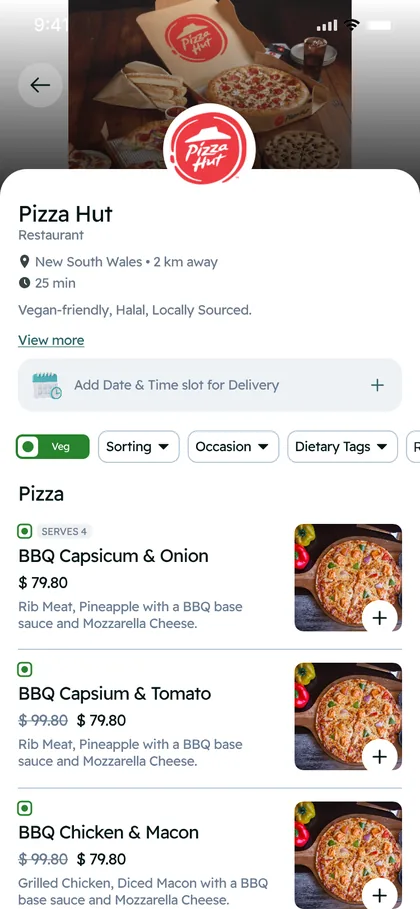 9:41
Pizza
Hut
Pizza
Hut
Pizza Hut
Restaurant
New South Wales • 2 km away
25 min
Vegan-friendly, Halal, Locally Sourced.
View more
Add Date & Time slot for Delivery
Veg
Sorting
Occasion
Dietary Tags
R
Pizza
SERVES 4
BBQ Capsicum & Onion
$ 79.80
Rib Meat, Pineapple with a BBQ base
sauce and Mozzarella Cheese.
BBQ Capsium & Tomato
$ 99.80 $ 79.80
Rib Meat, Pineapple with a BBQ base
sauce and Mozzarella Cheese.
BBQ Chicken & Macon
$ 99.80 $ 79.80
Grilled Chicken, Diced Macon with a BBQ
base sauce and Mozzarella Cheese.